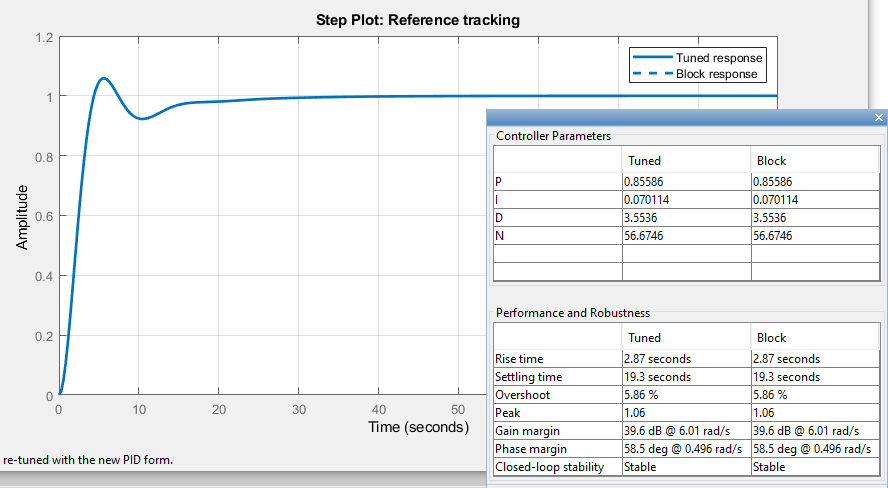 Step Plot: Reference tracking
1.2
1
0.8
0.6
0.4
0.2
0
Amplitude
0 10 20 30 40 50
Time (seconds)
Tuned response
Block response
re-tuned with the new PID form.
Controller Parameters
Tuned Block
P 0.85586 0.85586
I 0.070114 0.070114
D 3.5536 3.5536
N 56.6746 56.6746
Performance and Robustness
Tuned Block
Rise time 2.87 seconds 2.87 seconds
Settling time 19.3 seconds 19.3 seconds
Overshoot 5.86 % 5.86 %
Peak 1.06 1.06
Gain margin 39.6 dB @ 6.01 rad/s 39.6 dB @ 6.01 rad/s
Phase margin 58.5 deg @ 0.496 rad/s 58.5 deg @ 0.496 rad/s
Closed-loop stability Stable Stable